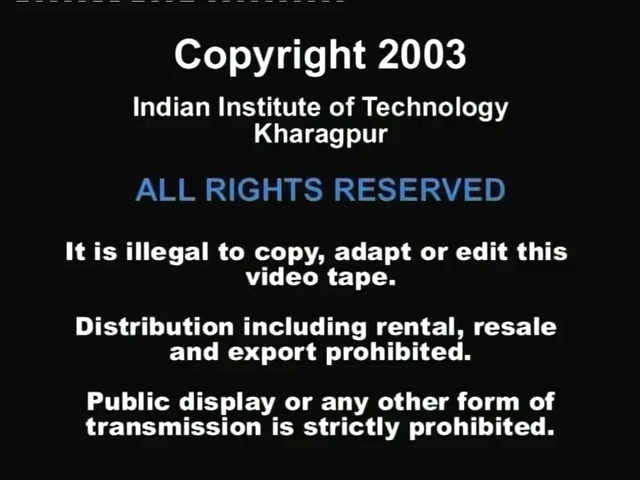 Copyright 2003
Indian Institute of Technology
Kharagpur
ALL RIGHTS RESERVED
It is illegal to copy, adapt or edit this
video tape.
Distribution including rental, resale
and export prohibited.
Public display or any other form of
transmission is strictly prohibited.